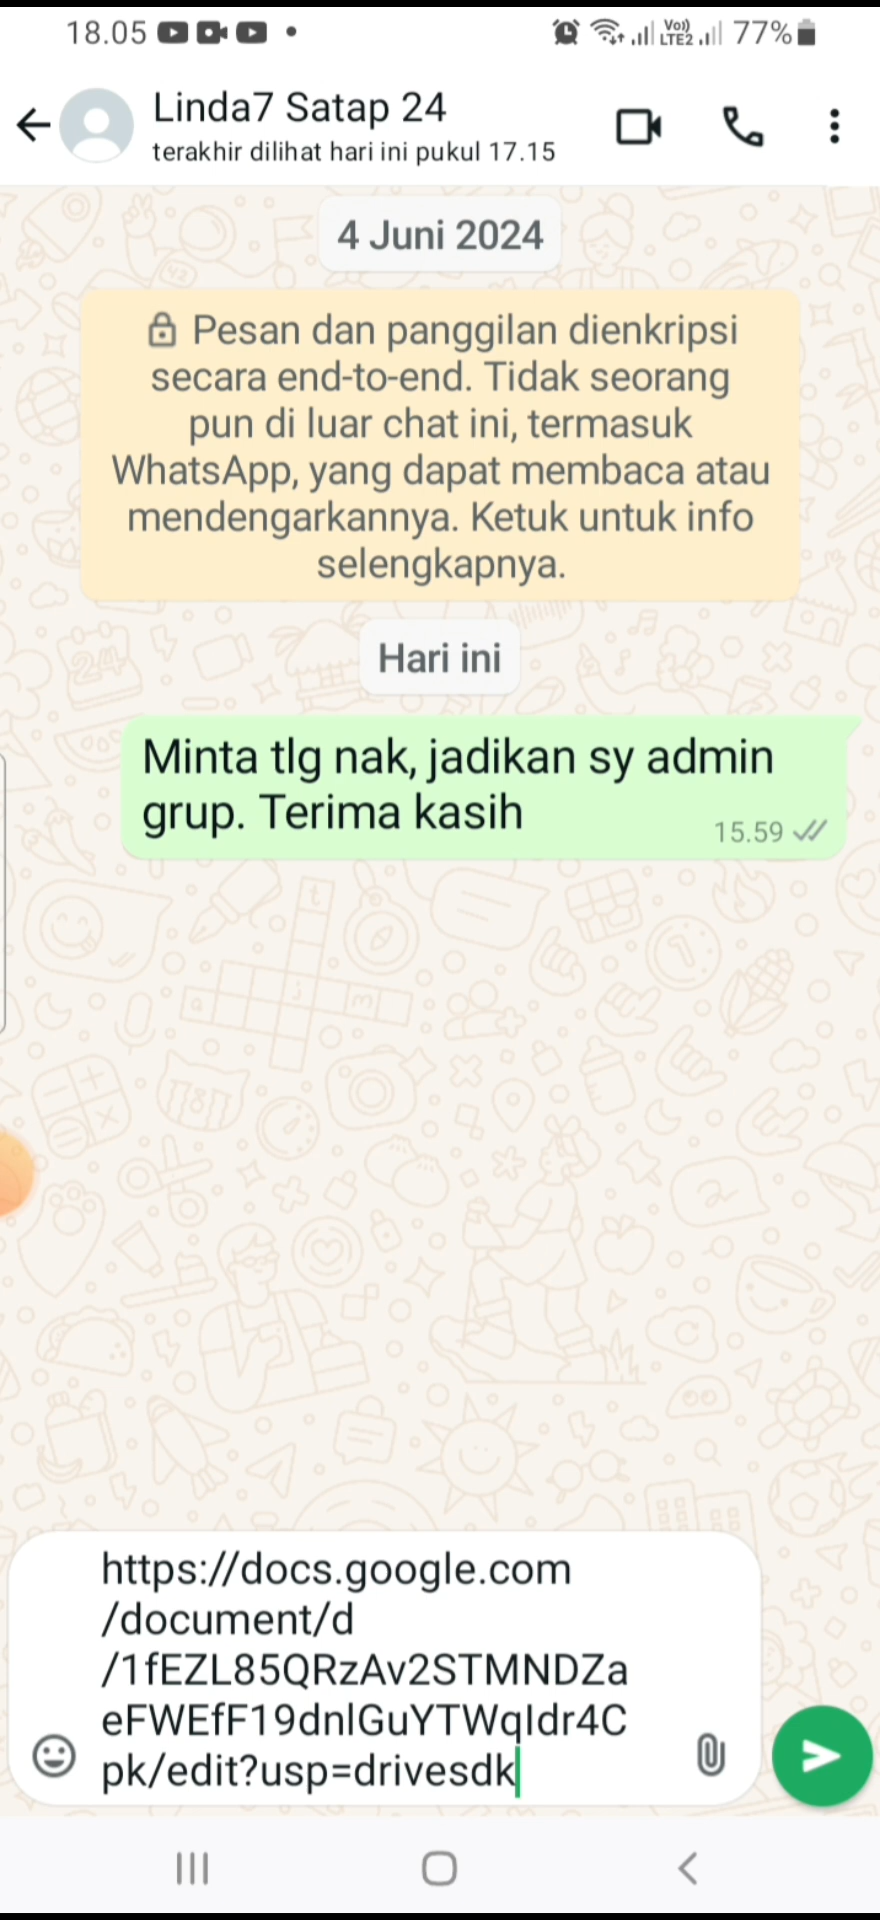 18.05
Vo))
LTE2
77%
Linda7 Satap 24
terakhir dilihat hari ini pukul 17.15
4 Juni 2024
Pesan dan panggilan dienkripsi
secara end-to-end. Tidak seorang
pun di luar chat ini, termasuk
WhatsApp, yang dapat membaca atau
mendengarkannya. Ketuk untuk info
selengkapnya.
Hari ini
Minta tlg nak, jadikan sy admin
grup. Terima kasih
15.59
https://docs.google.com
/document/d
/1fEZL85QRzAv2STMNDZa
eFWEfF19dnlGuYTWqIdr4C
pk/edit?usp=drivesdk